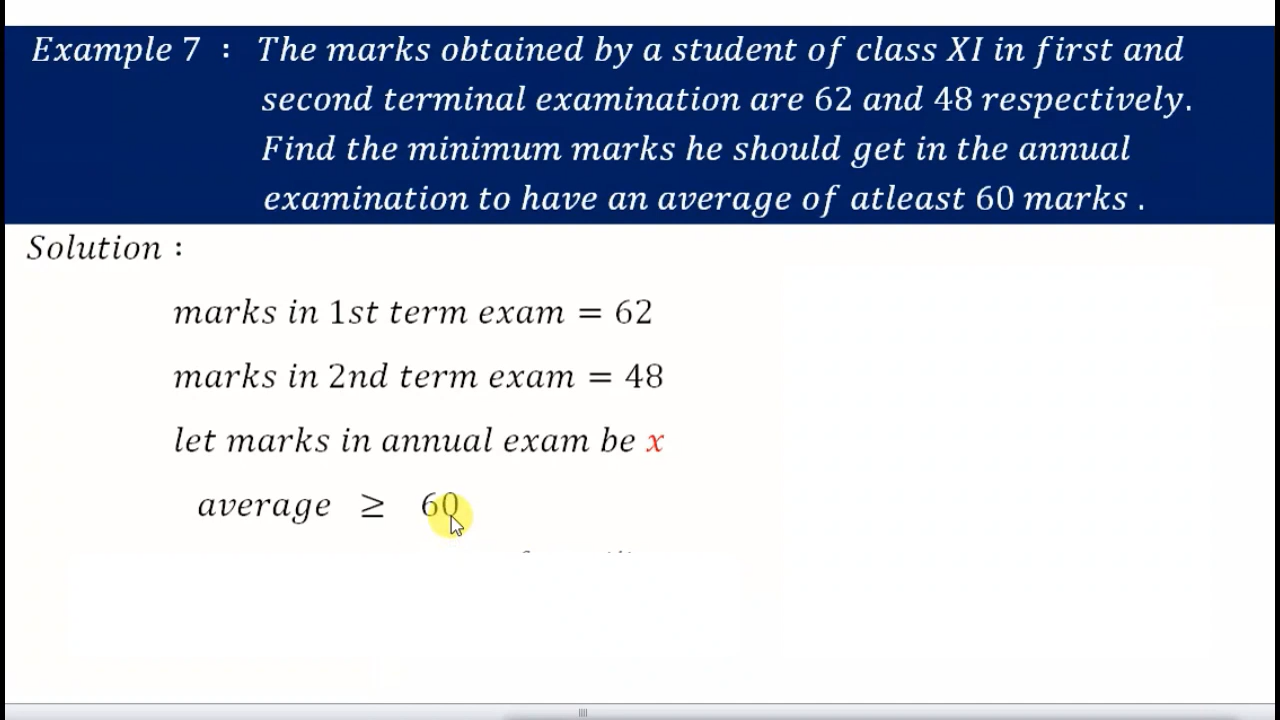 Example 7 : The marks obtained by a student of class XI in first and
second terminal examination are 62 and 48 respectively.
Find the minimum marks he should get in the annual
examination to have an average of atleast 60 marks .
Solution :
marks in 1st term exam = 62
marks in 2nd term exam = 48
let marks in annual exam be x
average ≥ 60